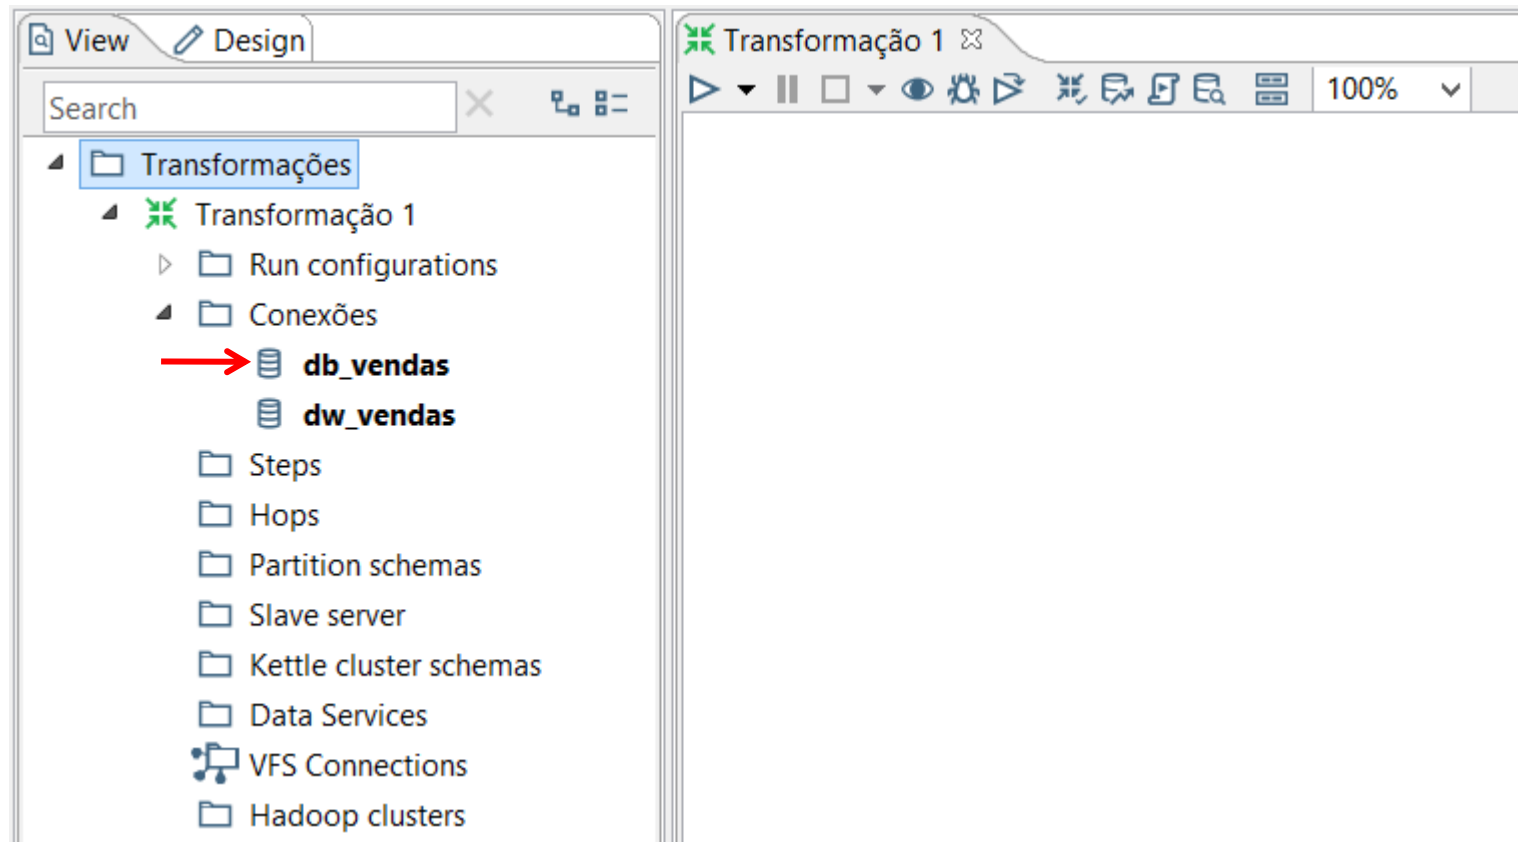 View Design
Search
Transformações
Transformação 1
Run configurations
Conexões
db_vendas
dw_vendas
Steps
Hops
Partition schemas
Slave server
Kettle cluster schemas
Data Services
VFS Connections
Hadoop clusters
Transformação 1
100%